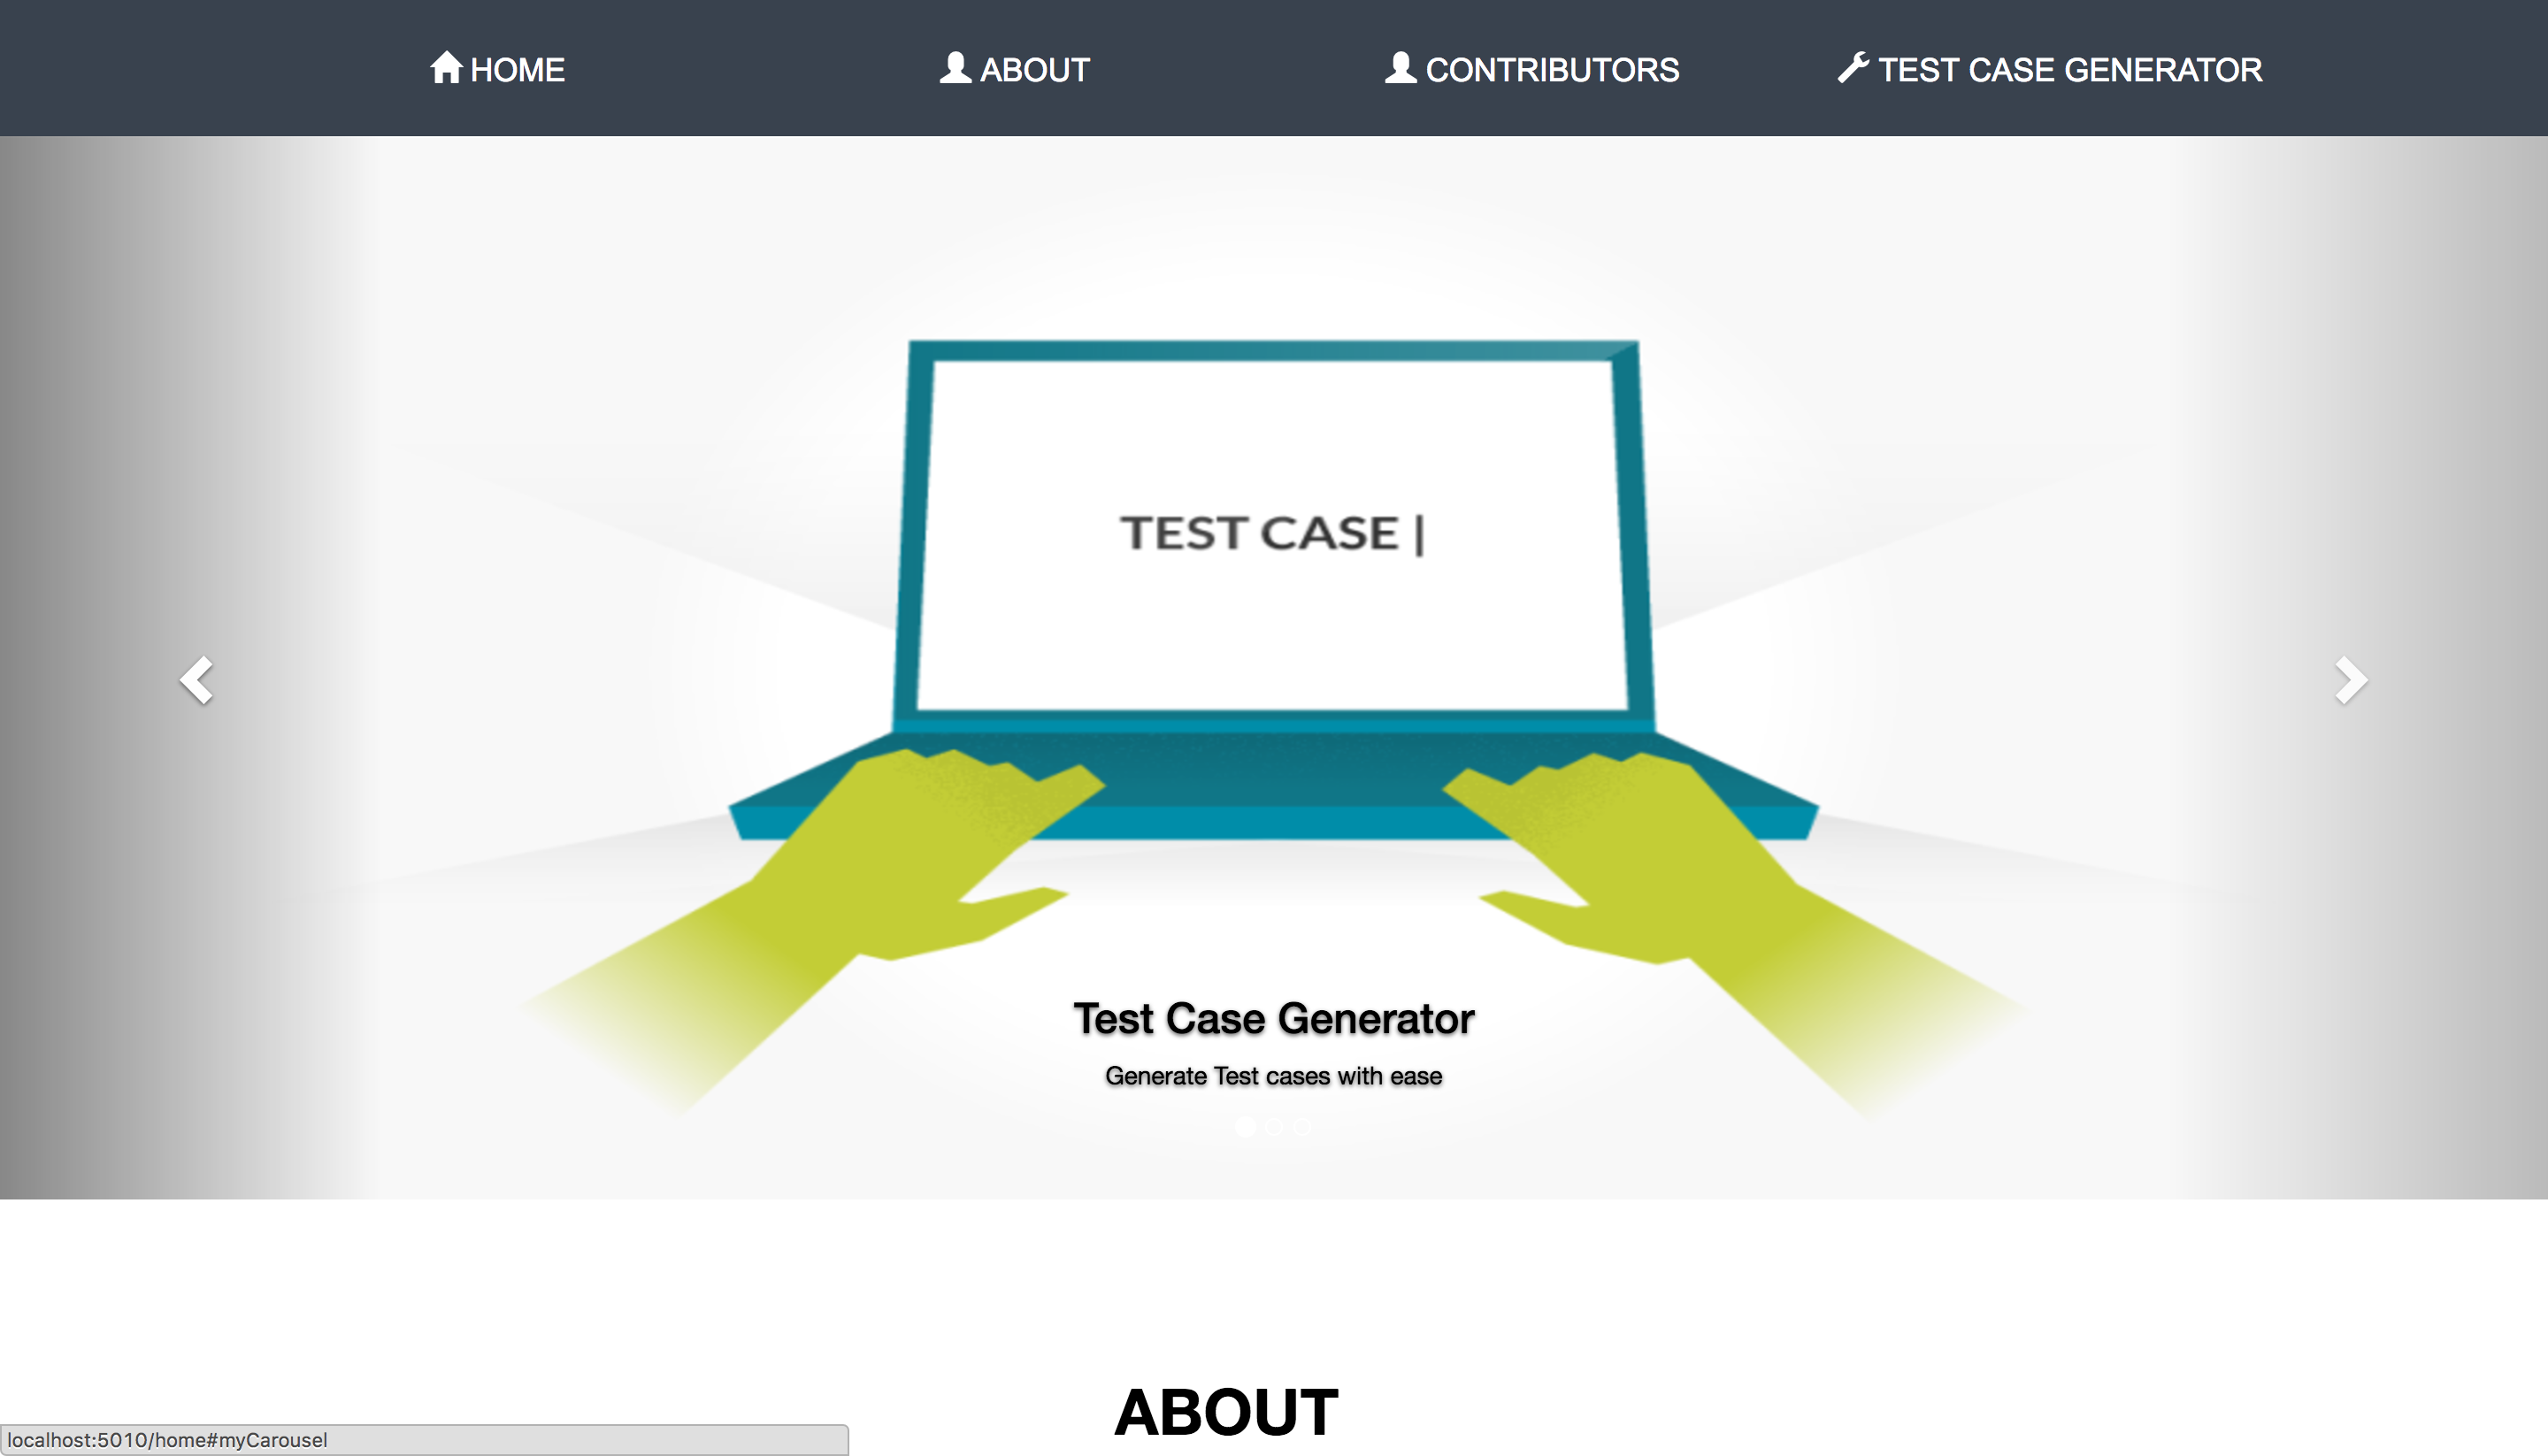 HOME ABOUT CONTRIBUTORS TEST CASE GENERATOR
TEST CASE |
Test Case Generator
Generate Test cases with ease
ABOUT
localhost:5010/home#myCarousel